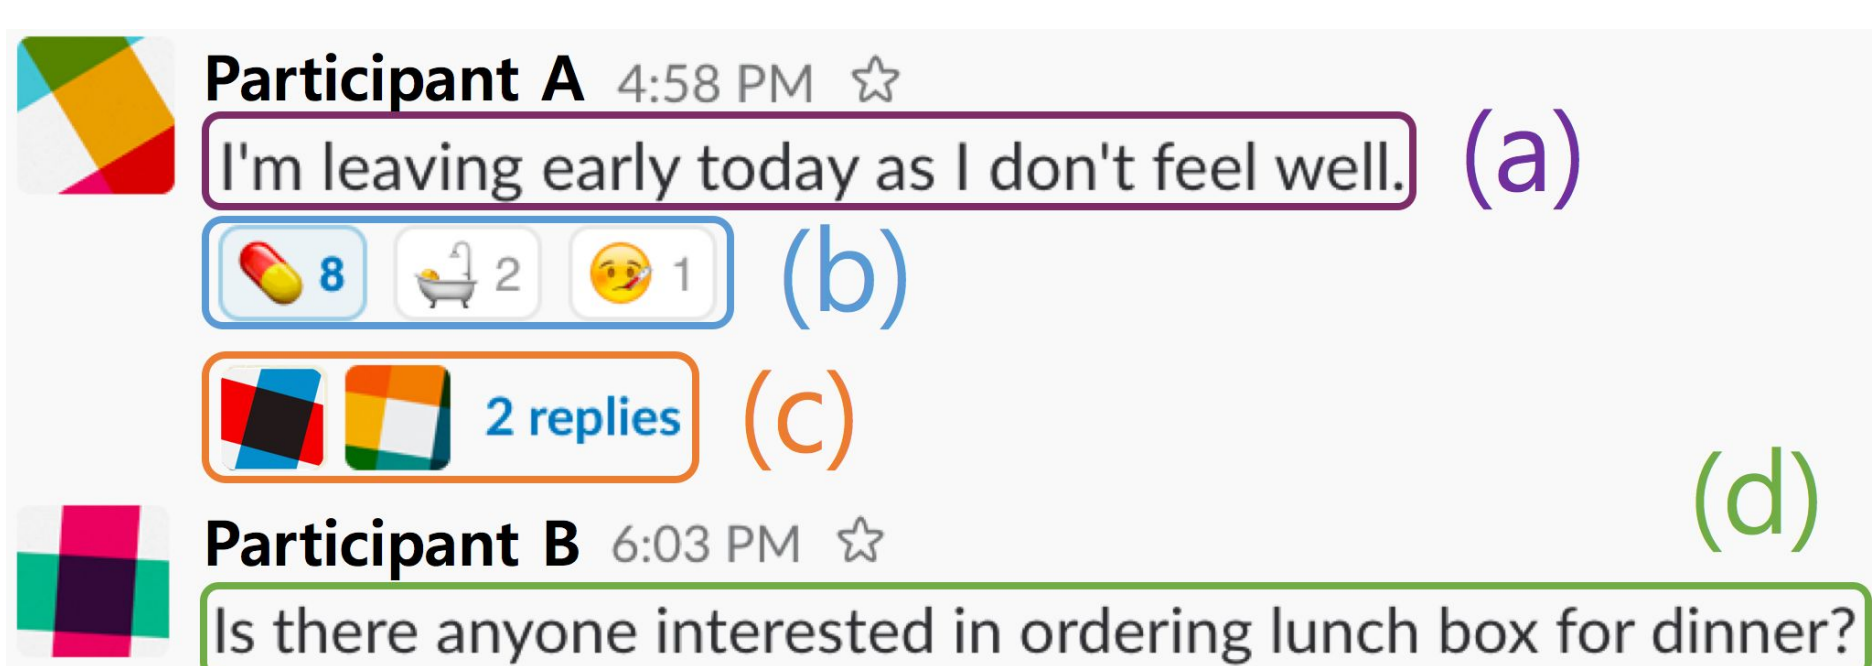 Participant A 4:58 PM
I'm leaving early today as I don't feel well. (a)
8 2 1 (b)
2 replies (c)
(d)
Participant B 6:03 PM
Is there anyone interested in ordering lunch box for dinner?